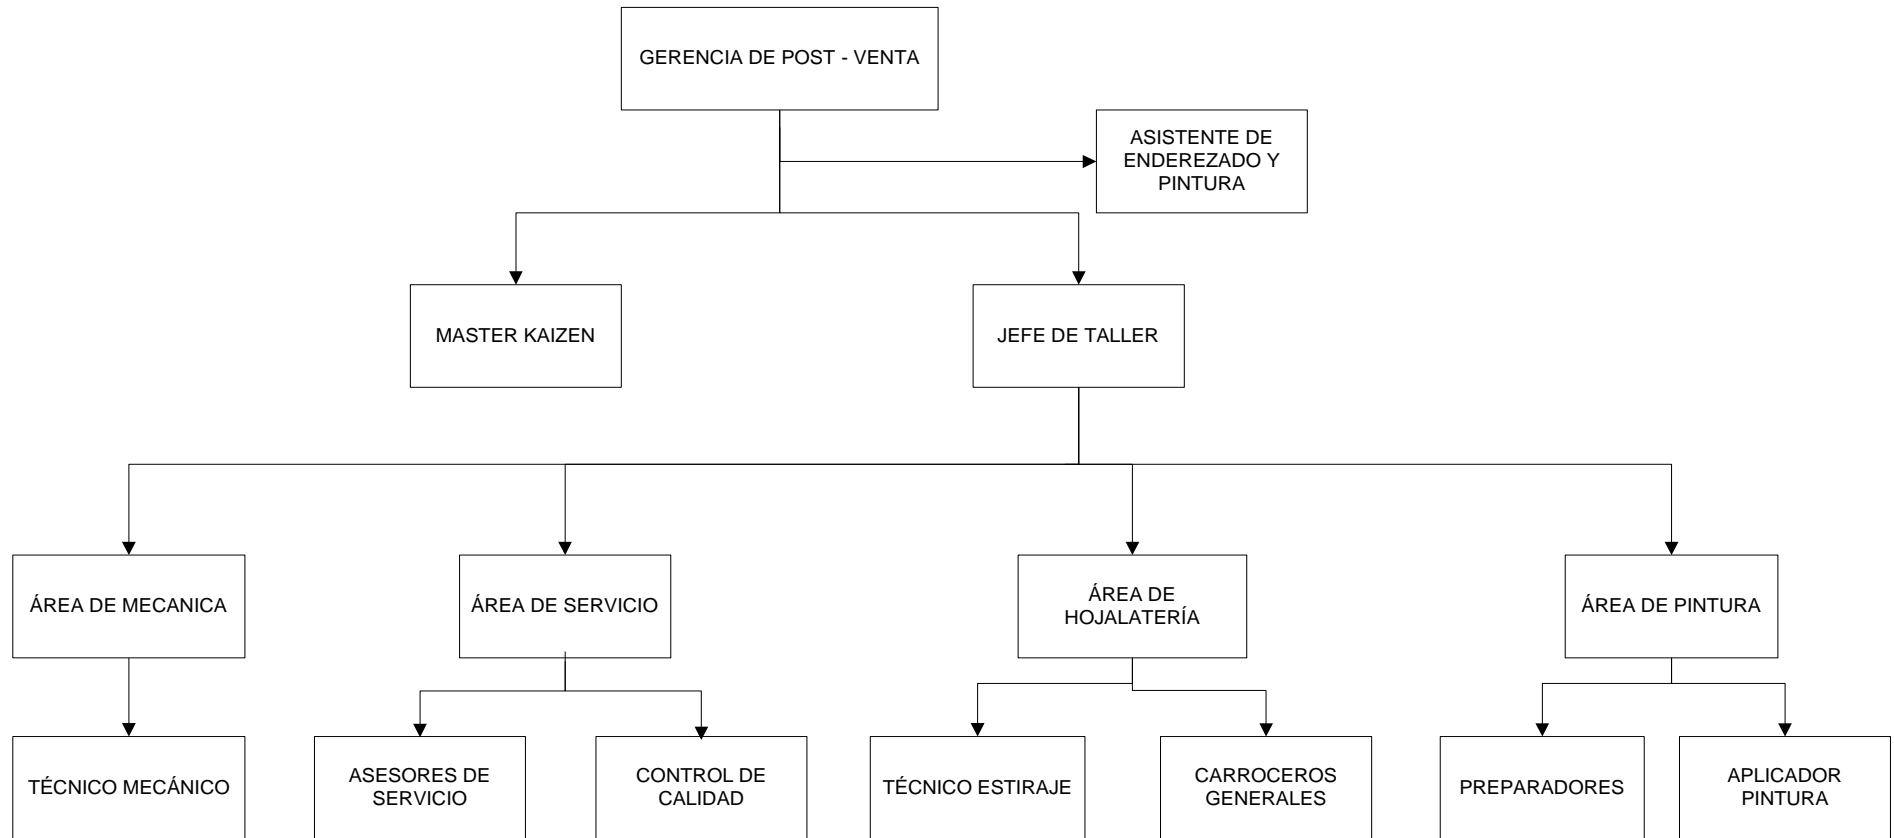 GERENCIA DE POST - VENTA
ASISTENTE DE
ENDEREZADO Y
PINTURA
MASTER KAIZEN
JEFE DE TALLER
ÁREA DE MECANICA
ÁREA DE SERVICIO
ÁREA DE
HOJALATERÍA
ÁREA DE PINTURA
TÉCNICO MECÁNICO
ASESORES DE
SERVICIO
CONTROL DE
CALIDAD
TÉCNICO ESTIRAJE
CARROCEROS
GENERALES
PREPARADORES
APLICADOR
PINTURA